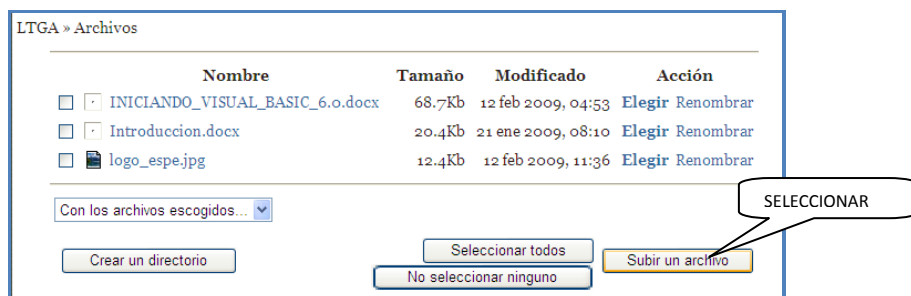 LTGA » Archivos
Nombre Tamaño Modificado Acción
INICIANDO_VISUAL_BASIC_6.0.docx 68.7Kb 12 feb 2009, 04:53 Elegir Renombrar
Introduccion.docx 20.4Kb 21 ene 2009, 08:10 Elegir Renombrar
logo_espe.jpg 12.4Kb 12 feb 2009, 11:36 Elegir Renombrar
Con los archivos escogidos...
SELECCIONAR
Seleccionar todos
Crear un directorio
Subir un archivo
No seleccionar ninguno